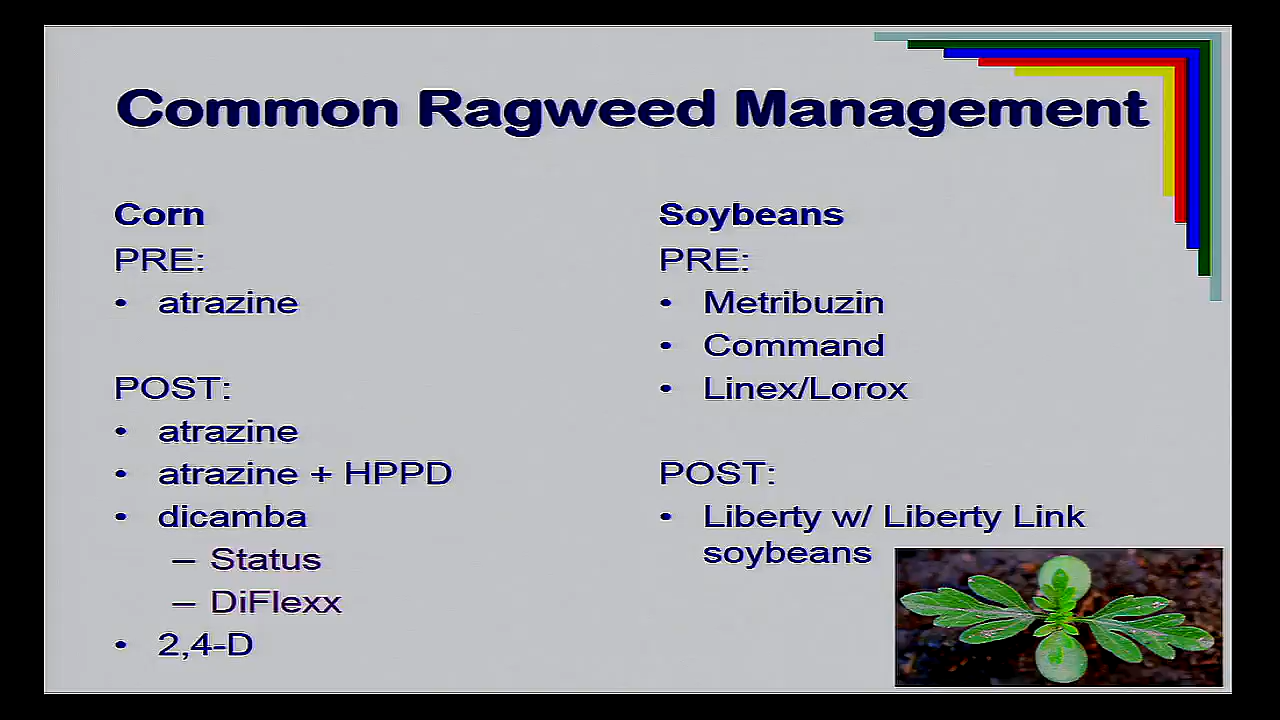 Common Ragweed Management
Corn
PRE:
• atrazine
POST:
• atrazine
• atrazine + HPPD
• dicamba
– Status
– DiFlexx
• 2,4-D
Soybeans
PRE:
• Metribuzin
• Command
• Linex/Lorox
POST:
• Liberty w/ Liberty Link
soybeans